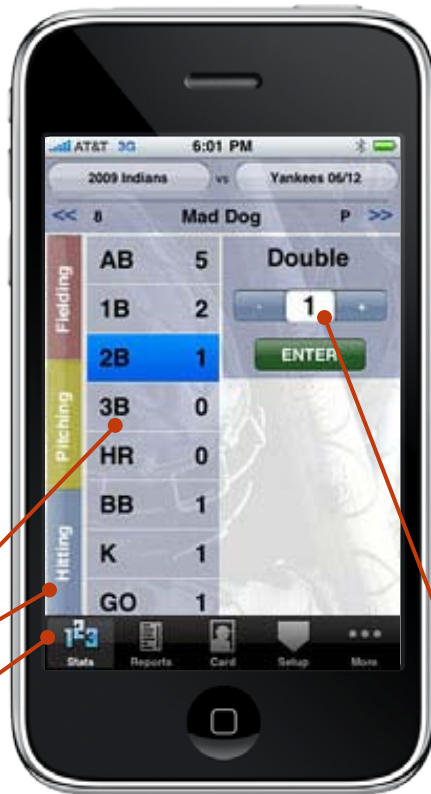 AT&T 3G 6:01 PM
2009 Indians vs Yankees 06/12
<< 8 Mad Dog P >>
Fielding
Pitching
Hitting
AB 5
1B 2
2B 1
3B 0
HR 0
BB 1
K 1
GO 1
Double
- 1 +
ENTER
123
Stats Reports Card Setup More